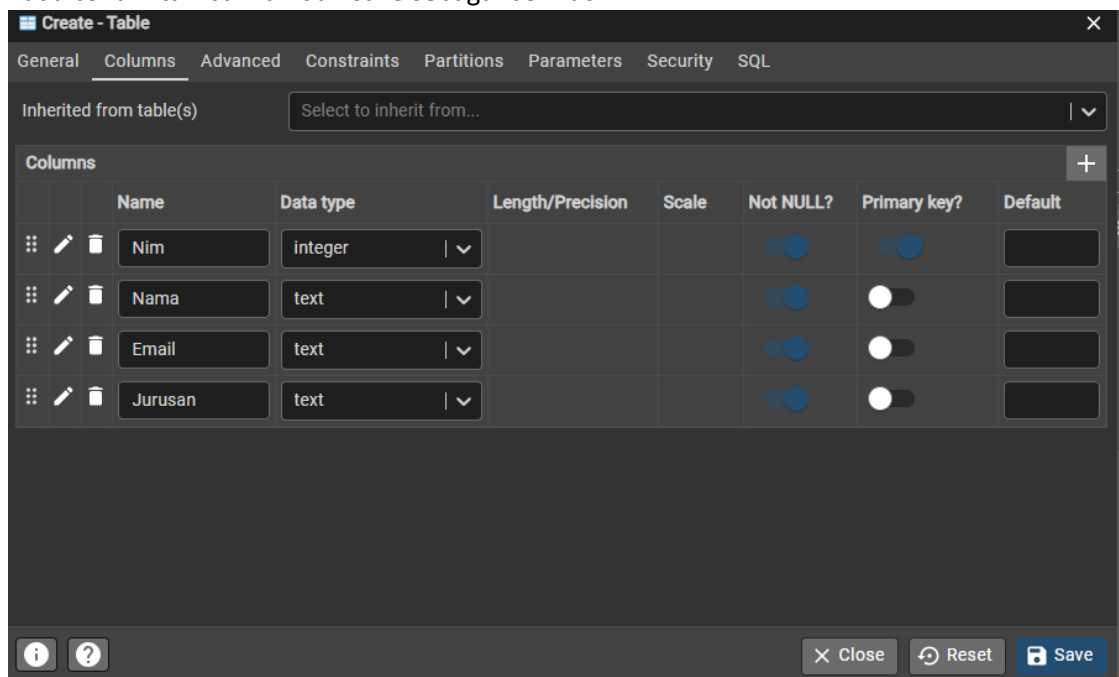 Create - Table
General Columns Advanced Constraints Partitions Parameters Security SQL
Inherited from table(s) Select to inherit from...
Columns
Name Data type Length/Precision Scale Not NULL? Primary key? Default
Nim integer
Nama text
Email text
Jurusan text
Close Reset Save